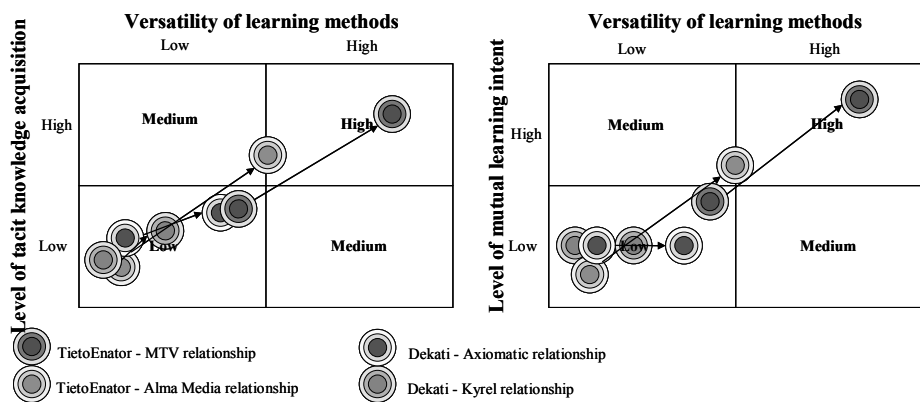 Versatility of learning methods
Low
High
Level of tacit knowledge acquisition
High
Low
Medium
High
Low
Medium
Versatility of learning methods
Low
High
Level of mutual learning intent
High
Low
Medium
High
Low
Medium
TietoEnator - MTV relationship
Dekati - Axiomatic relationship
TietoEnator - Alma Media relationship
Dekati - Kyrel relationship